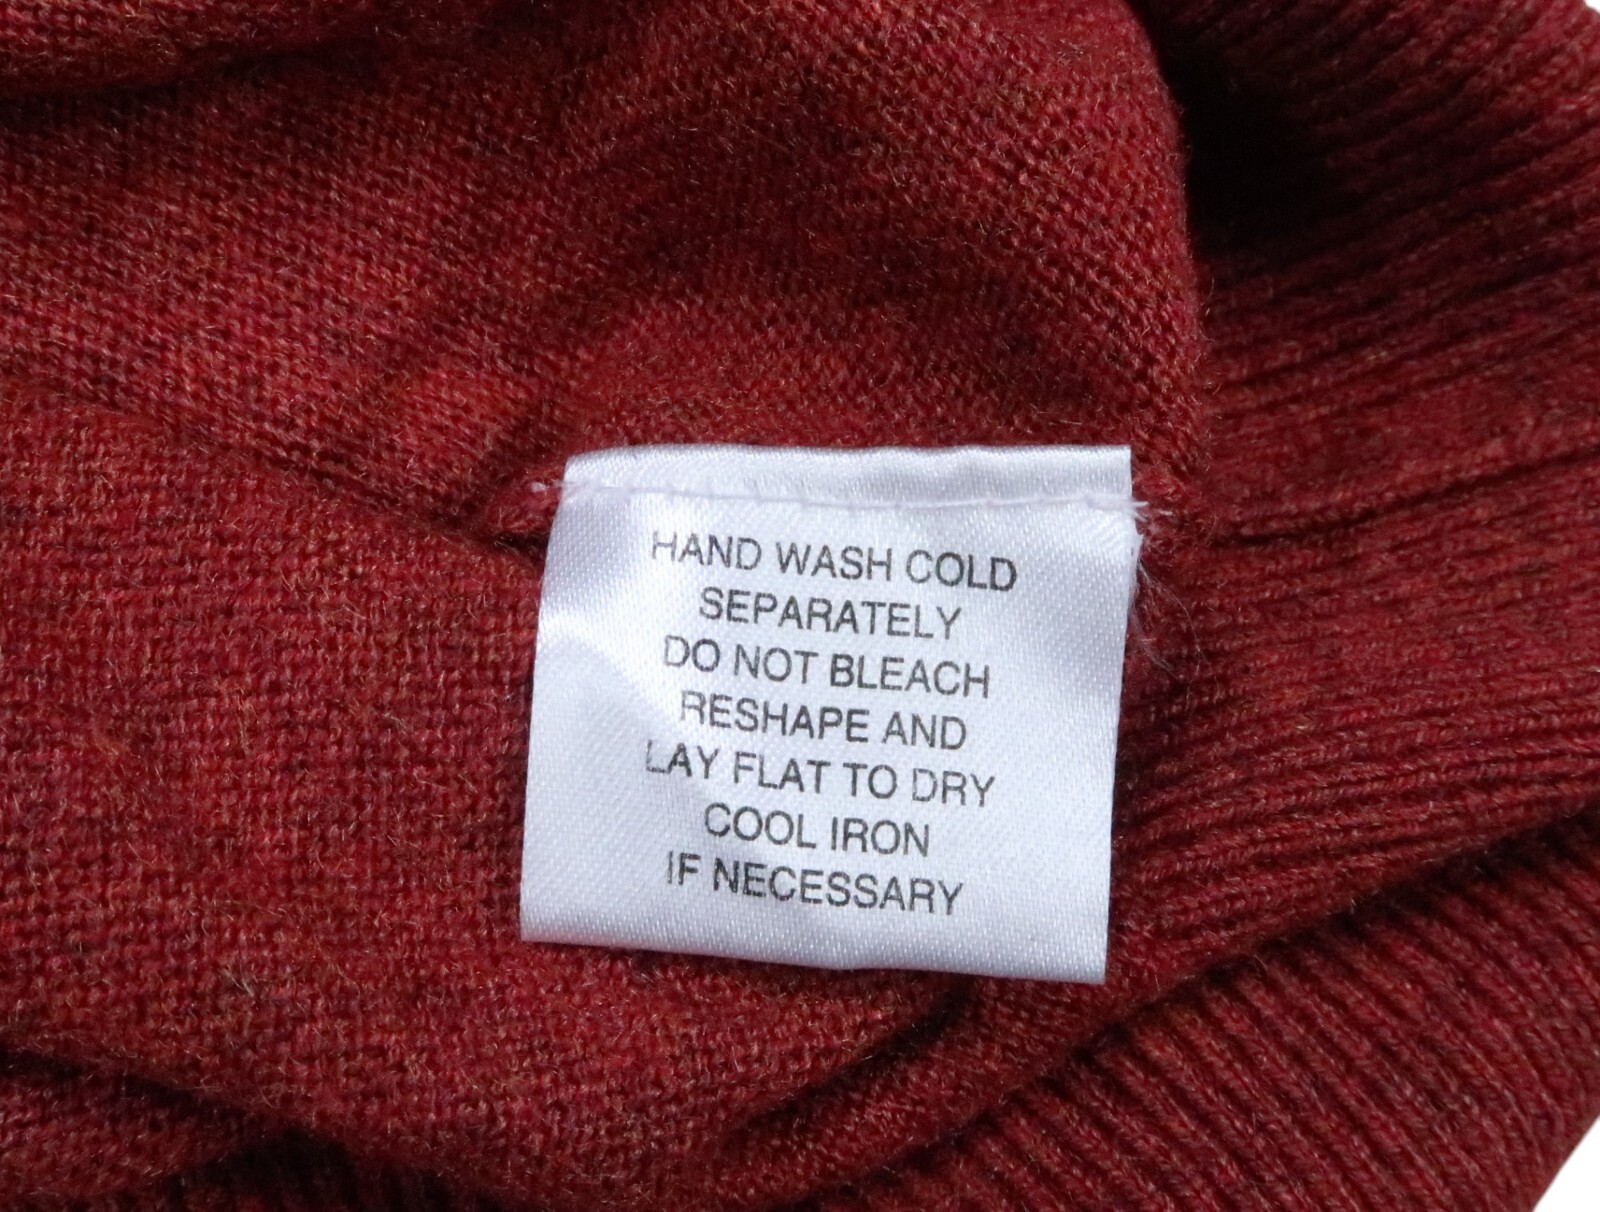 HAND WASH COLD
SEPARATELY
DO NOT BLEACH
RESHAPE AND
LAY FLAT TO DRY
COOL IRON
IF NECESSARY